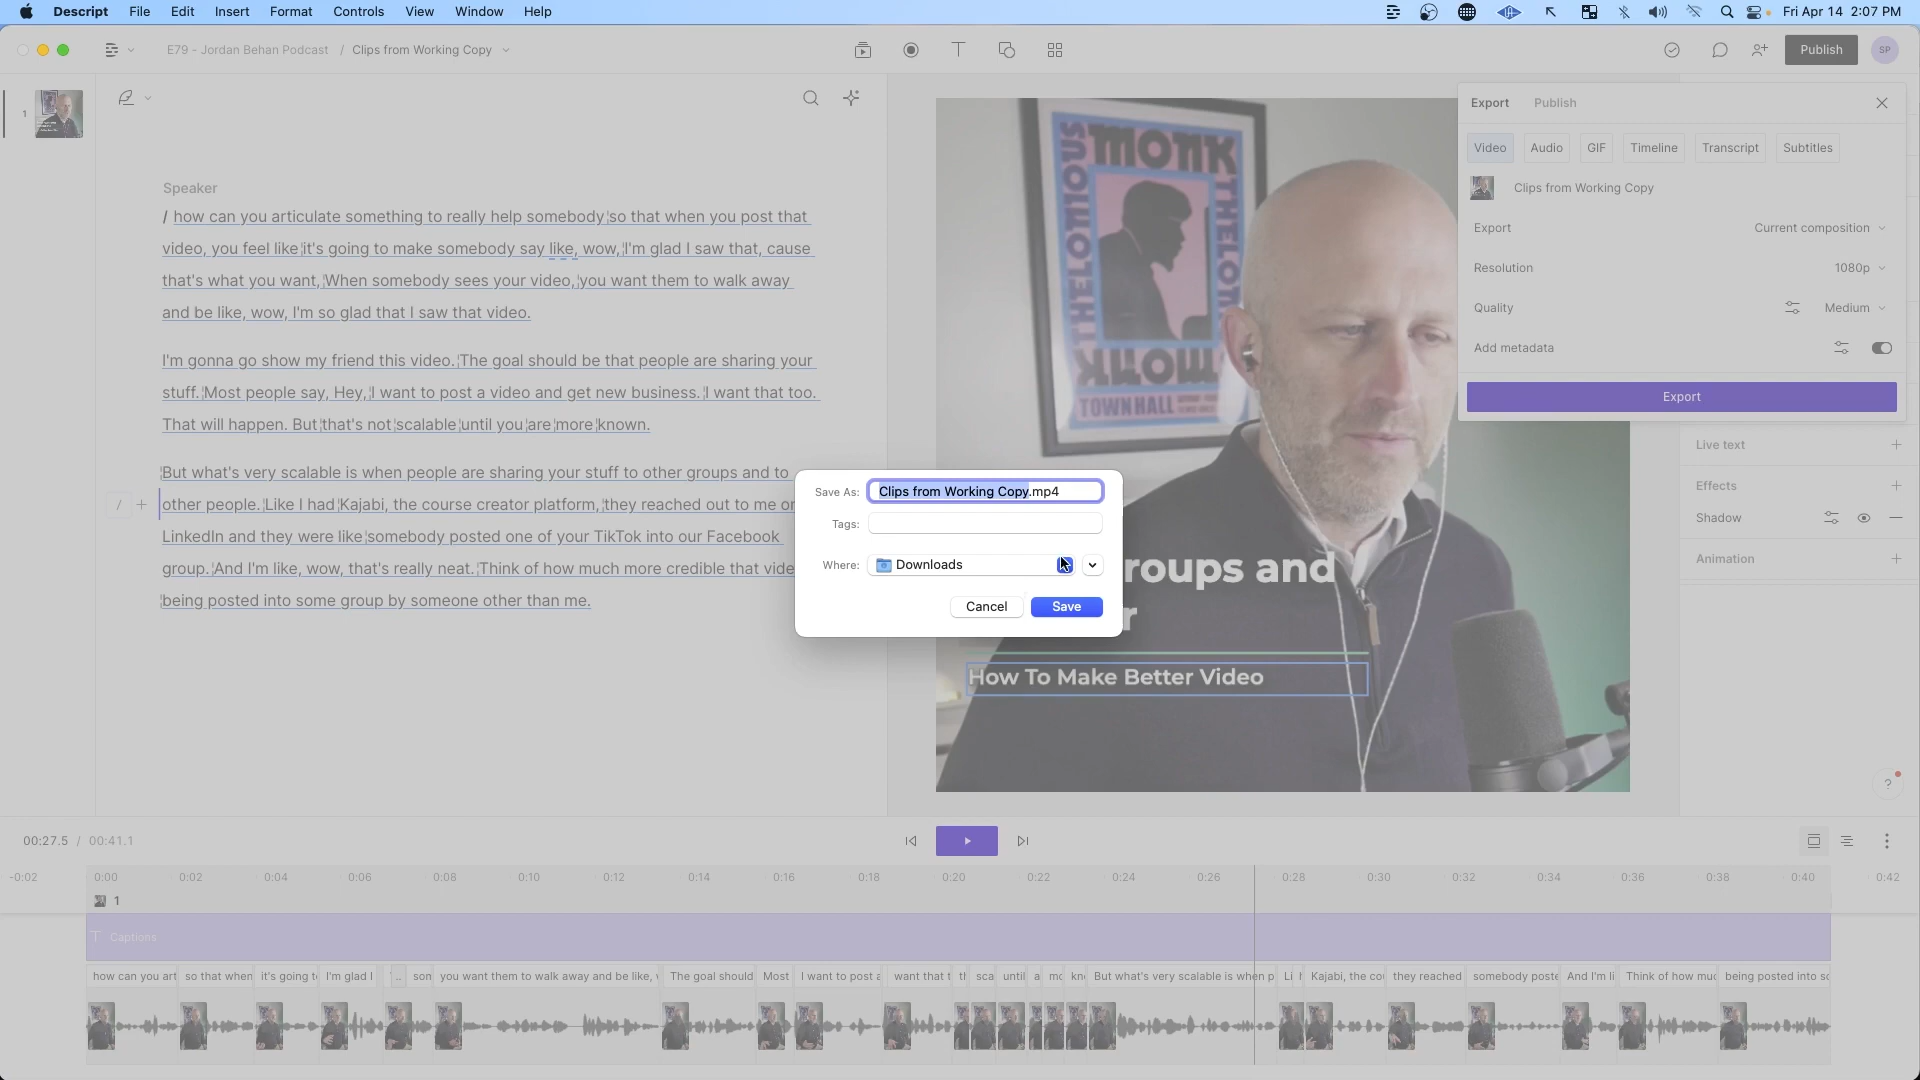 Descript File Edit Insert Format Controls View Window Help Fri Apr 14 2:07 PM
E79 - Jordan Behan Podcast / Clips from Working Copy
Publish SP
1
Speaker
/ how can you articulate something to really help somebody so that when you post that
video, you feel like it's going to make somebody say like, wow, I'm glad I saw that, cause
that's what you want, When somebody sees your video, you want them to walk away
and be like, wow, I'm so glad that I saw that video.
I'm gonna go show my friend this video. The goal should be that people are sharing your
stuff. Most people say, Hey, I want to post a video and get new business. I want that too.
That will happen. But that's not scalable until you are more known.
But what's very scalable is when people are sharing your stuff to other groups and to
/ + other people. Like I had Kajabi, the course creator platform, they reached out to me
LinkedIn and they were like somebody posted one of your TikTok into our Facebook
group. And I'm like, wow, that's really neat. Think of how much more credible that
being posted into some group by someone other than me.
THELONIOUS
MONK
THELON
MONK
TOWN HALL
roups and
r
How To Make Better Video
Export Publish
Video Audio GIF Timeline Transcript Subtitles
Clips from Working Copy
Export Current composition
Resolution 1080p
Quality Medium
Add metadata
Export
Live text
Effects
Shadow
Animation
?
Save As: Clips from Working Copy.mp4
Tags:
Where: Downloads
Cancel Save
00:27.5 / 00:41.1
-0:02 0:00 0:02 0:04 0:06 0:08 0:10 0:12 0:14 0:16 0:18 0:20 0:22 0:24 0:26 0:28 0:30 0:32 0:34 0:36 0:38 0:40 0:42
1
T Captions
how can you art so that when it's going t I'm glad I .. som you want them to walk away and be like, The goal should Most I want to post a want that t th sca until a mo kno But what's very scalable is when p Li Kajabi, the co they reached somebody poste And I'm li Think of how muc being posted into so